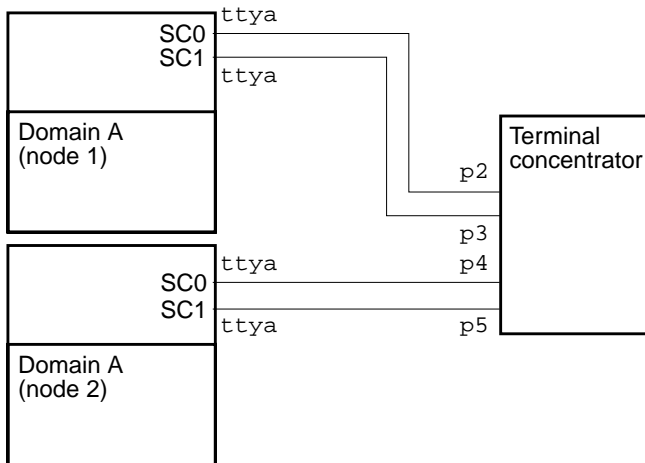 ttya
SC0
SC1
ttya
Domain A
(node 1)
Terminal
concentrator
p2
p3
ttya
p4
SC0
SC1
ttya
p5
Domain A
(node 2)